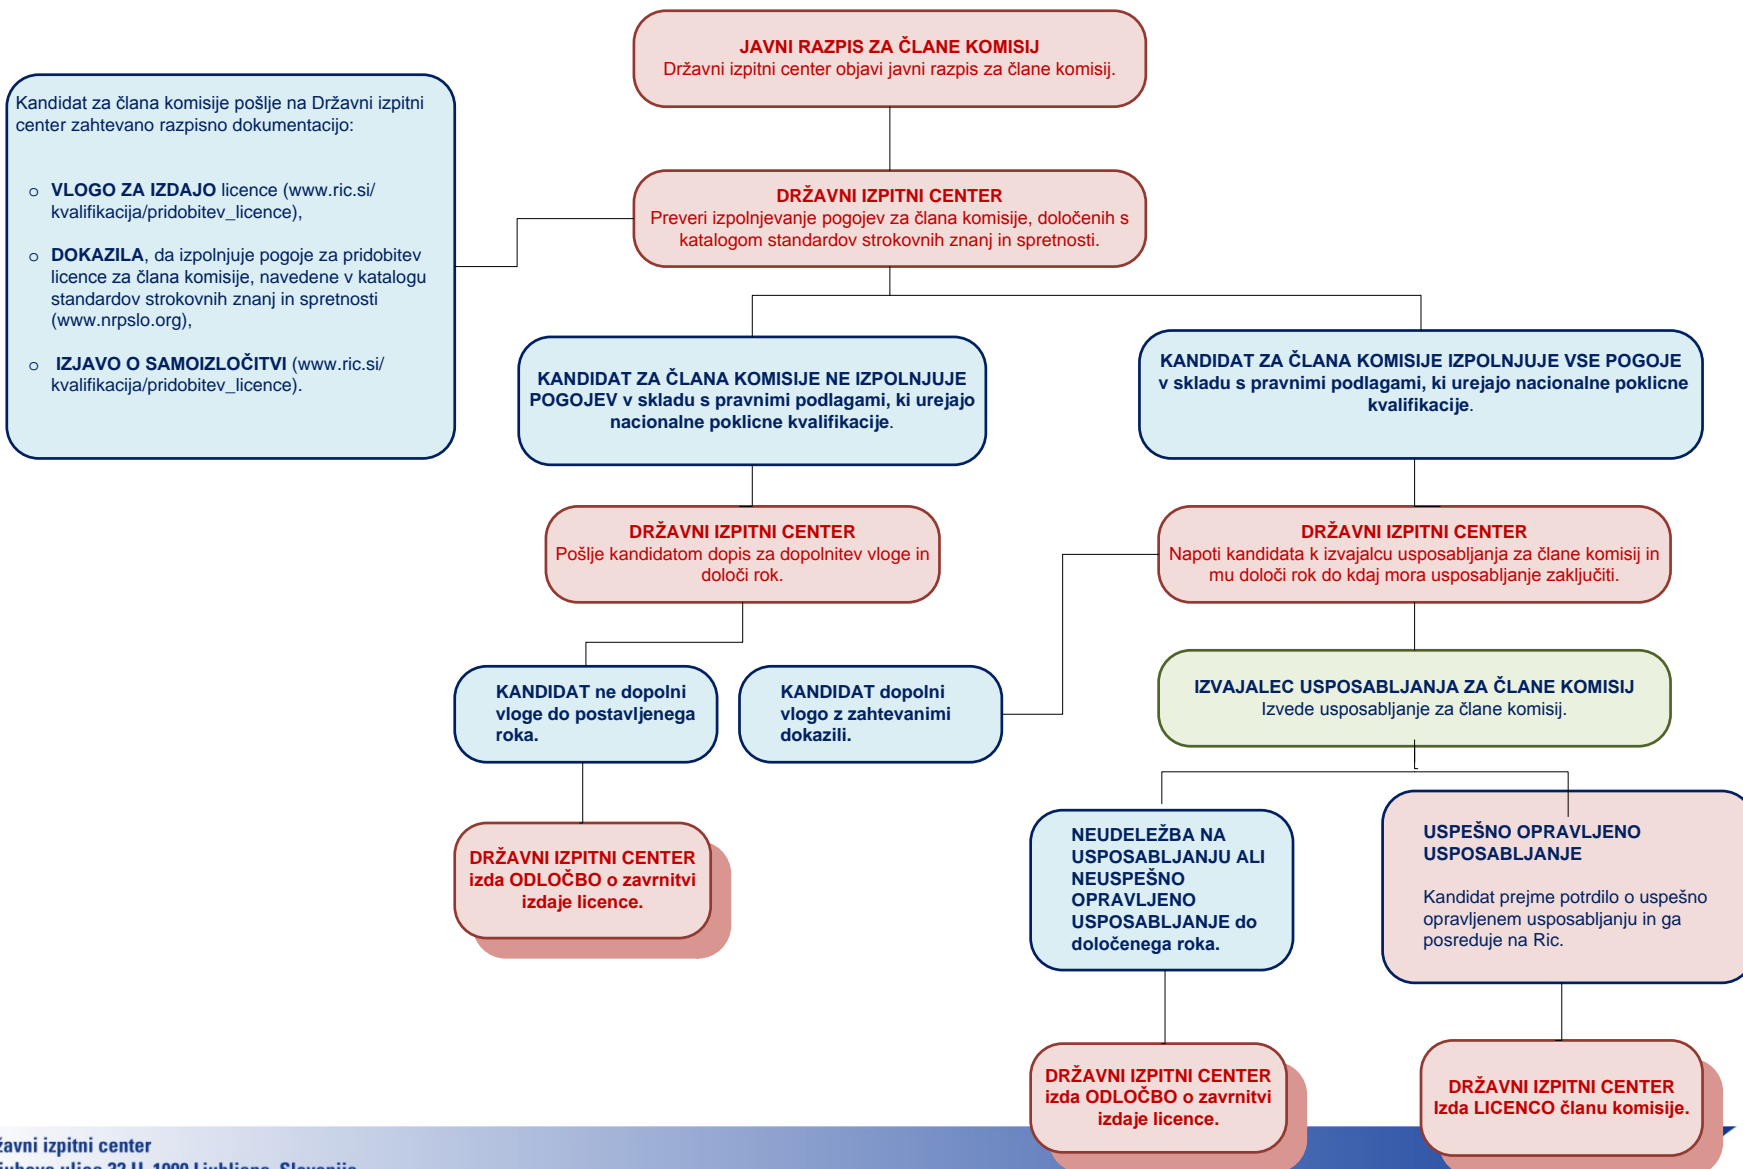 JAVNI RAZPIS ZA ČLANE KOMISIJ
Državni izpitni center objavi javni razpis za člane komisij.
Kandidat za člana komisije pošlje na Državni izpitni
center zahtevano razpisno dokumentacijo:
o VLOGO ZA IZDAJO licence (www.ric.si/
kvalifikacija/pridobitev_licence),
o DOKAZILA, da izpolnjuje pogoje za pridobitev
licence za člana komisije, navedene v katalogu
standardov strokovnih znanj in spretnosti
(www.nrpslo.org),
o IZJAVO O SAMOIZLOČITVI (www.ric.si/
kvalifikacija/pridobitev_licence).
DRŽAVNI IZPITNI CENTER
Preveri izpolnjevanje pogojev za člana komisije, določenih s
katalogom standardov strokovnih znanj in spretnosti.
KANDIDAT ZA ČLANA KOMISIJE NE IZPOLNJUJE
POGOJEV v skladu s pravnimi podlagami, ki urejajo
nacionalne poklicne kvalifikacije.
KANDIDAT ZA ČLANA KOMISIJE IZPOLNJUJE VSE POGOJE
v skladu s pravnimi podlagami, ki urejajo nacionalne poklicne
kvalifikacije.
DRŽAVNI IZPITNI CENTER
Pošlje kandidatom dopis za dopolnitev vloge in
določi rok.
DRŽAVNI IZPITNI CENTER
Napoti kandidata k izvajalcu usposabljanja za člane komisij in
mu določi rok do kdaj mora usposabljanje zaključiti.
KANDIDAT ne dopolni
vloge do postavljenega
roka.
KANDIDAT dopolni
vlogo z zahtevanimi
dokazili.
IZVAJALEC USPOSABLJANJA ZA ČLANE KOMISIJ
Izvede usposabljanje za člane komisij.
DRŽAVNI IZPITNI CENTER
izda ODLOČBO o zavrnitvi
izdaje licence.
NEUDELEŽBA NA
USPOSABLJANJU ALI
NEUSPEŠNO
OPRAVLJENO
USPOSABLJANJE do
določenega roka.
USPEŠNO OPRAVLJENO
USPOSABLJANJE
Kandidat prejme potrdilo o uspešno
opravljenem usposabljanju in ga
posreduje na Ric.
DRŽAVNI IZPITNI CENTER
izda ODLOČBO o zavrnitvi
izdaje licence.
DRŽAVNI IZPITNI CENTER
Izda LICENCO članu komisije.
žavni izpitni center